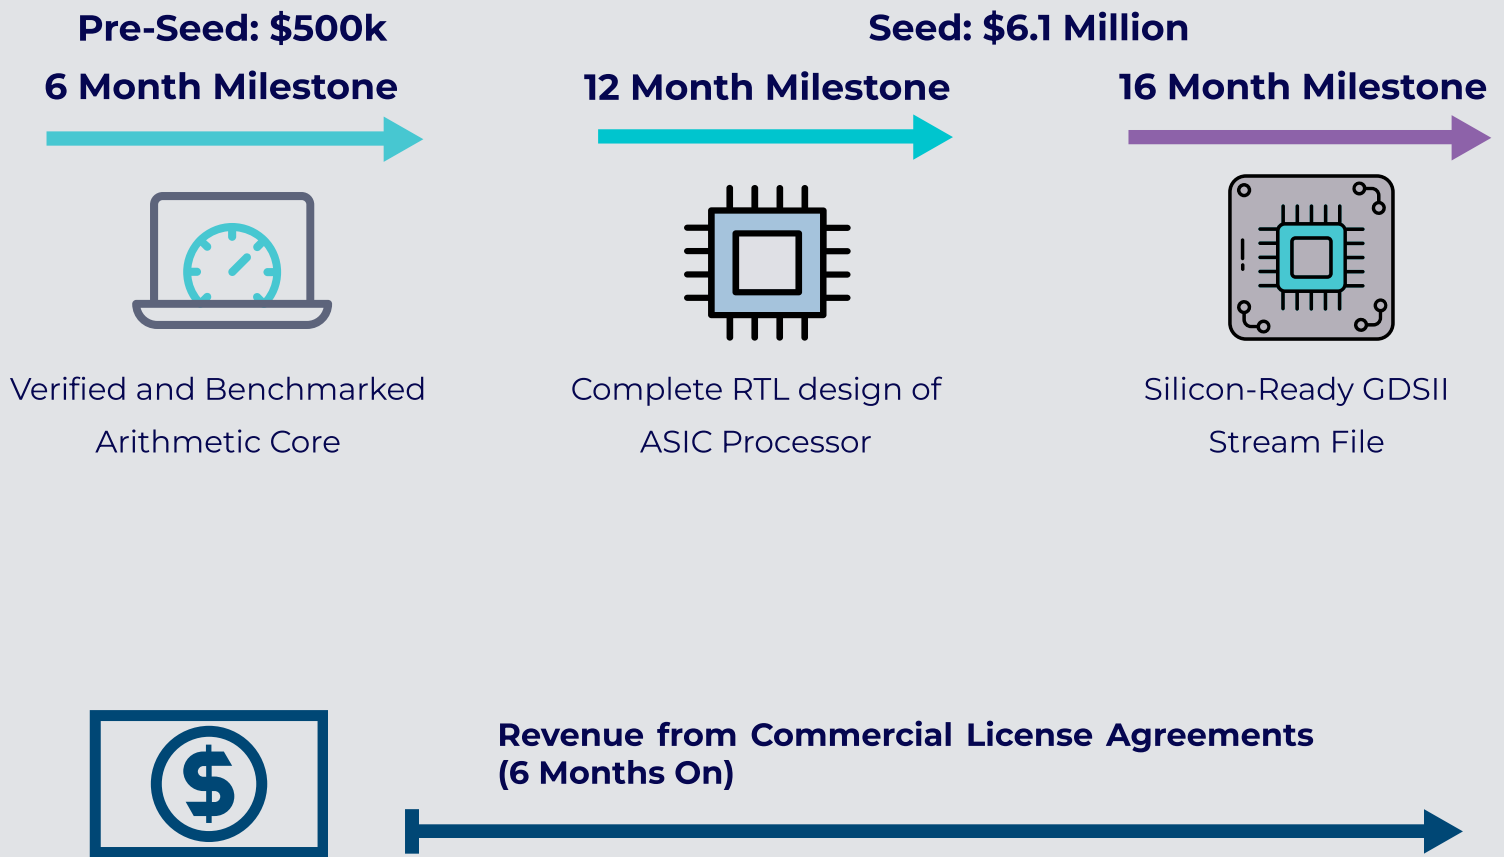 Pre-Seed: $500k
Seed: $6.1 Million
6 Month Milestone
12 Month Milestone
16 Month Milestone
Verified and Benchmarked
Arithmetic Core
Complete RTL design of
ASIC Processor
Silicon-Ready GDSII
Stream File
Revenue from Commercial License Agreements
(6 Months On)
$